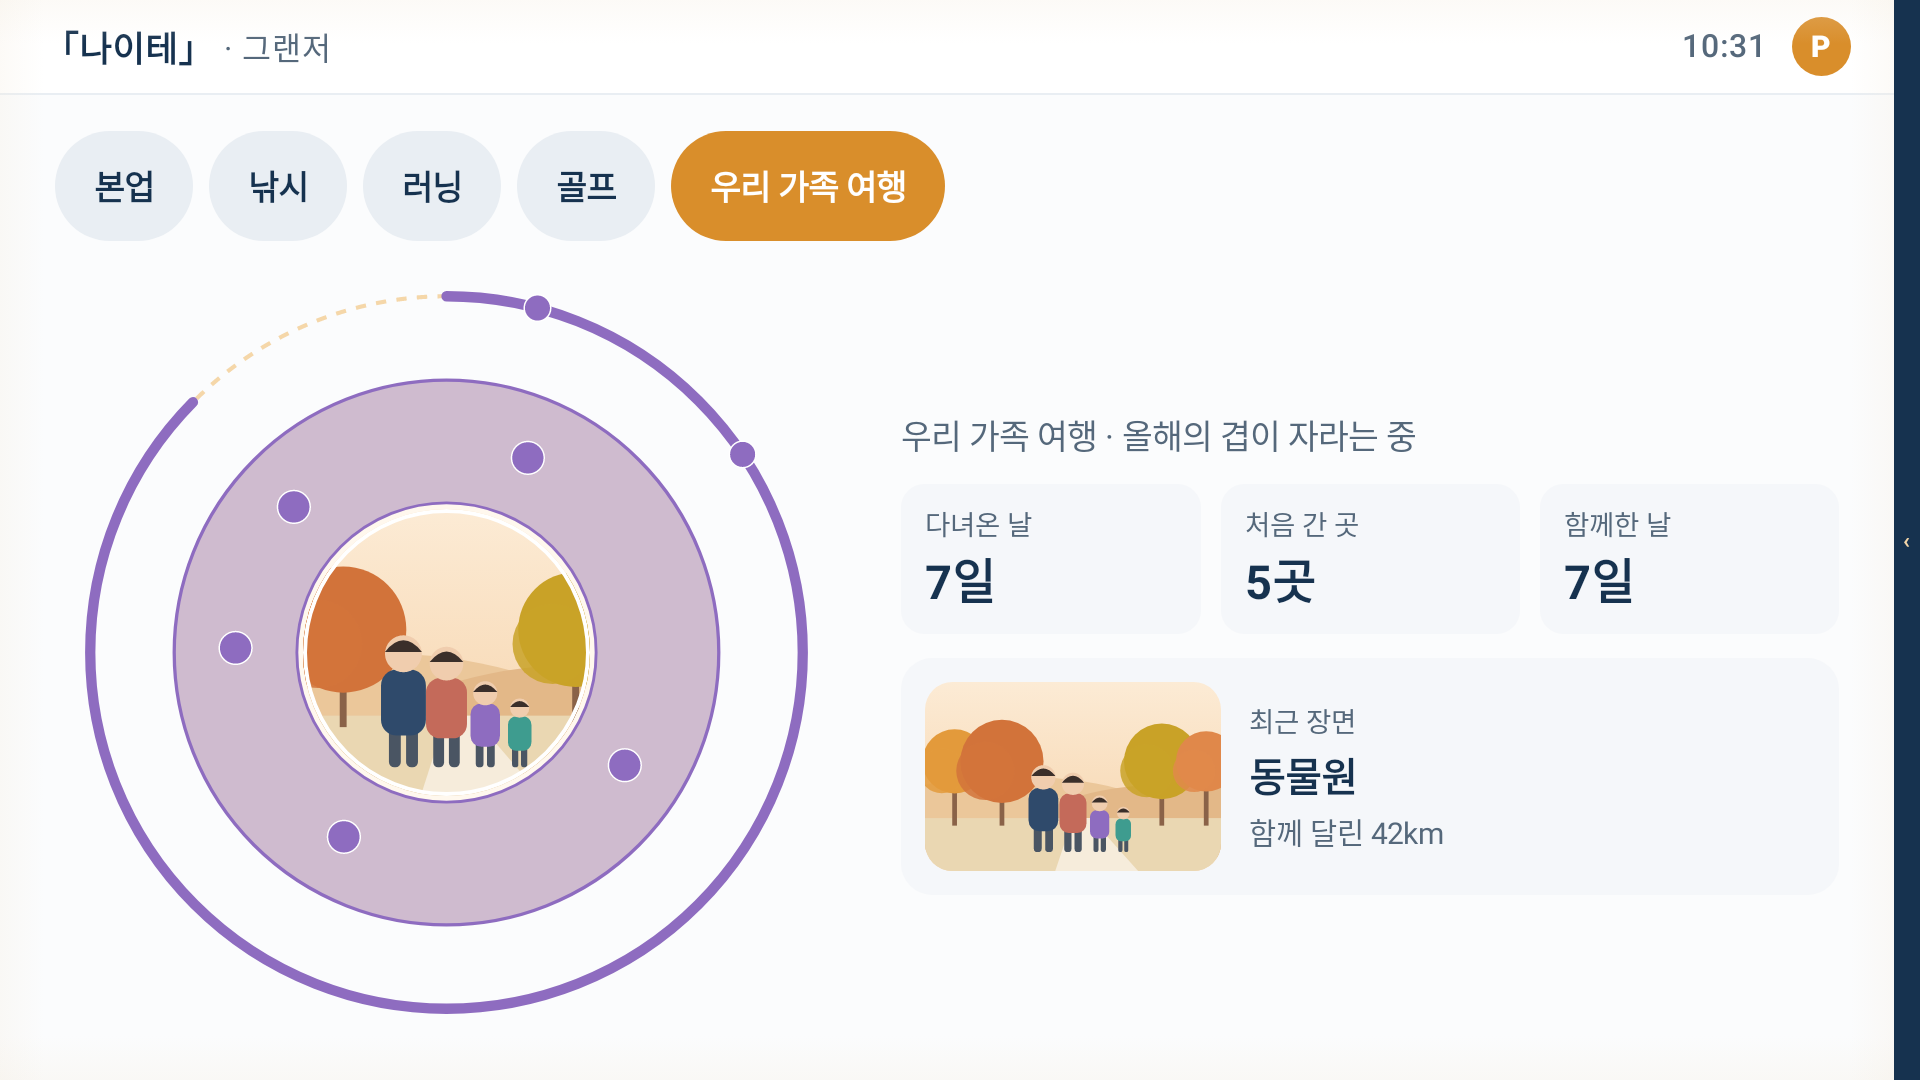 「나이테」 · 그랜저
10:31
P
본업
낚시
러닝
골프
우리 가족 여행
우리 가족 여행 · 올해의 겹이 자라는 중
다녀온 날
7일
처음 간 곳
5곳
함께한 날
7일
최근 장면
동물원
함께 달린 42km
‹